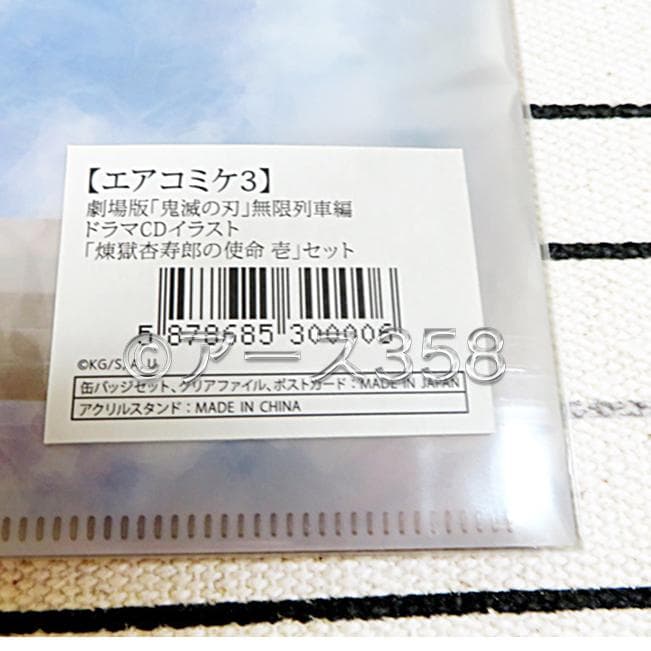 【エアコミケ3】
劇場版「鬼滅の刃」無限列車編
ドラマCDイラスト
「煉獄杏寿郎の使命 壱」セット
5 878685 300006
©アース358
©KG/S,A,U
缶バッジセット、クリアファイル、ポストカード：MADE IN JAPAN
アクリルスタンド：MADE IN CHINA